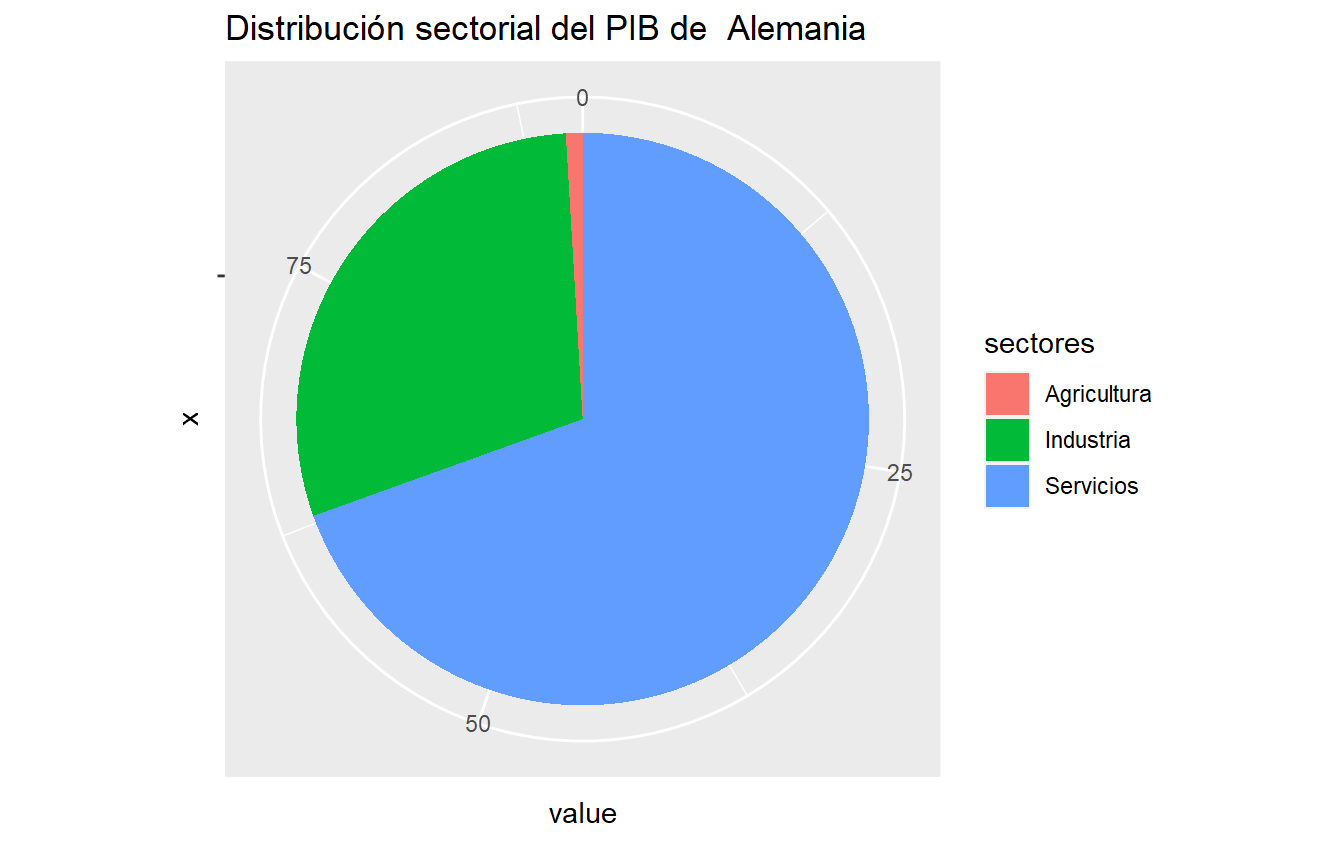 Distribución sectorial del PIB de  Alemania
0
75
25
50
x
value
sectores
Agricultura
Industria
Servicios